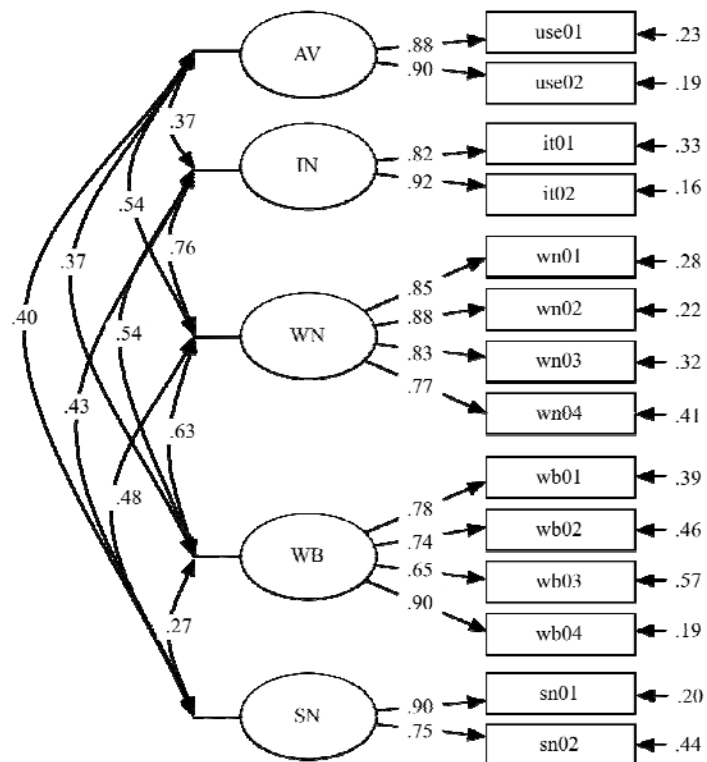 AV
.88
use01
.23
.90
use02
.19
.37
IN
.82
it01
.33
.92
it02
.16
.54
.76
.37
.40
.54
WN
.85
wn01
.28
.88
wn02
.22
.83
wn03
.32
.77
wn04
.41
.43
.63
.48
WB
.78
wb01
.39
.74
wb02
.46
.65
wb03
.57
.90
wb04
.19
.27
SN
.90
sn01
.20
.75
sn02
.44